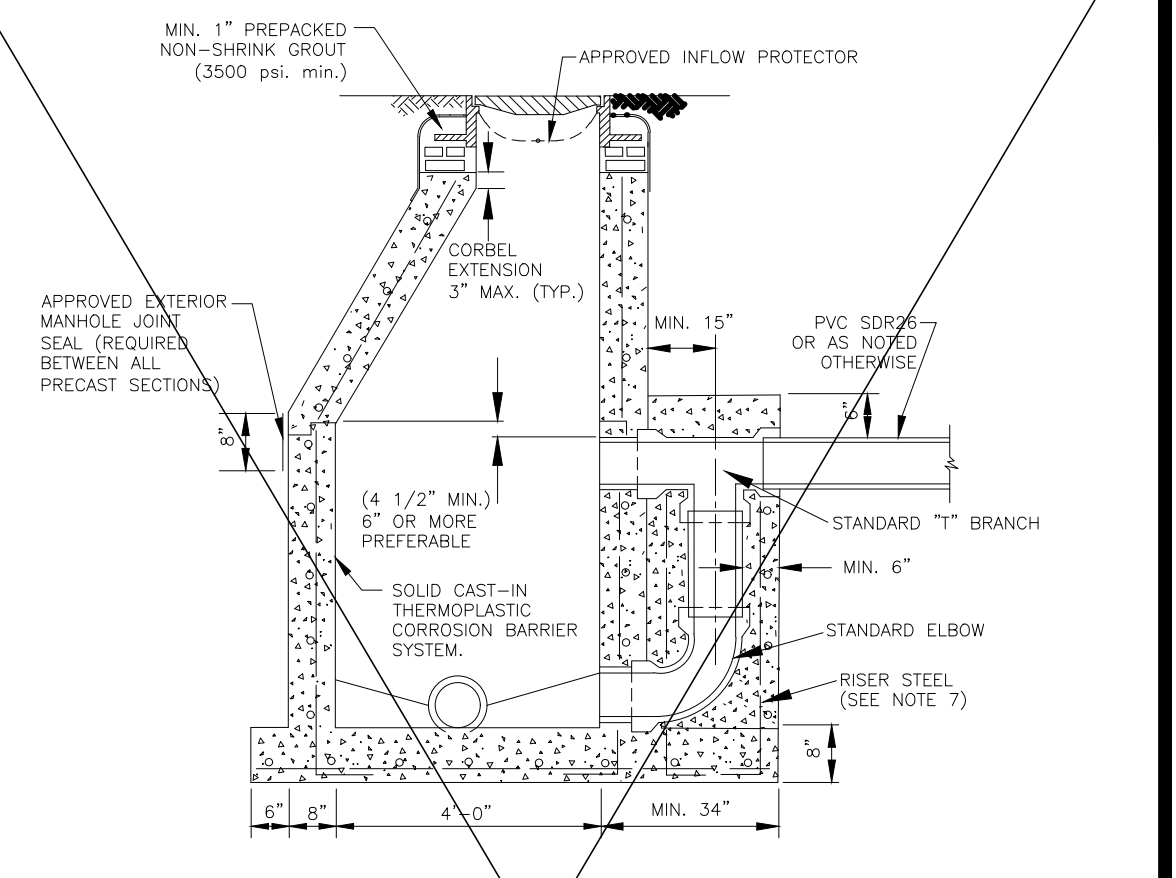 MIN. 1" PREPACKED
NON-SHRINK GROUT
(3500 psi. min.)
APPROVED INFLOW PROTECTOR
CORBEL
EXTENSION
3" MAX. (TYP.)
APPROVED EXTERIOR
MANHOLE JOINT
SEAL (REQUIRED
BETWEEN ALL
PRECAST SECTIONS)
MIN. 15"
PVC SDR26
OR AS NOTED
OTHERWISE
6"
8"
(4 1/2" MIN.)
6" OR MORE
PREFERABLE
STANDARD "T" BRANCH
MIN. 6"
SOLID CAST-IN
THERMOPLASTIC
CORROSION BARRIER
SYSTEM.
STANDARD ELBOW
RISER STEEL
(SEE NOTE 7)
8"
6"
8"
4'-0"
MIN. 34"